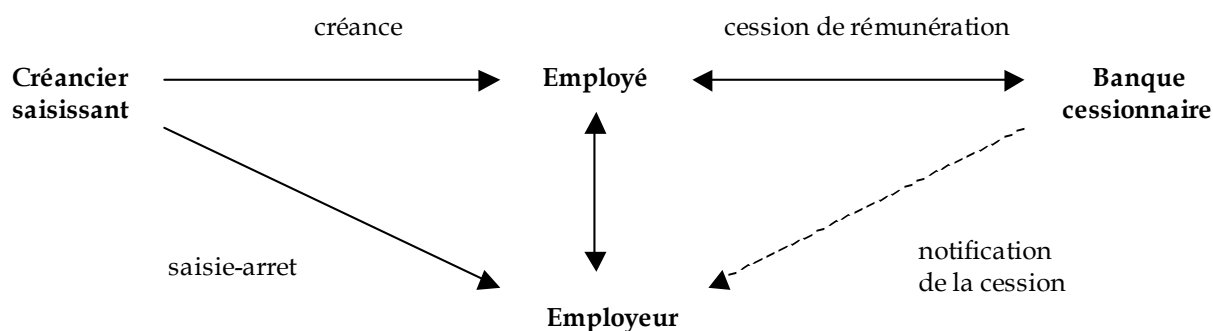 créance
cession de rémunération
Créancier
saisissant
Employé
Banque
cessionnaire
saisie-arret
notification
de la cession
Employeur